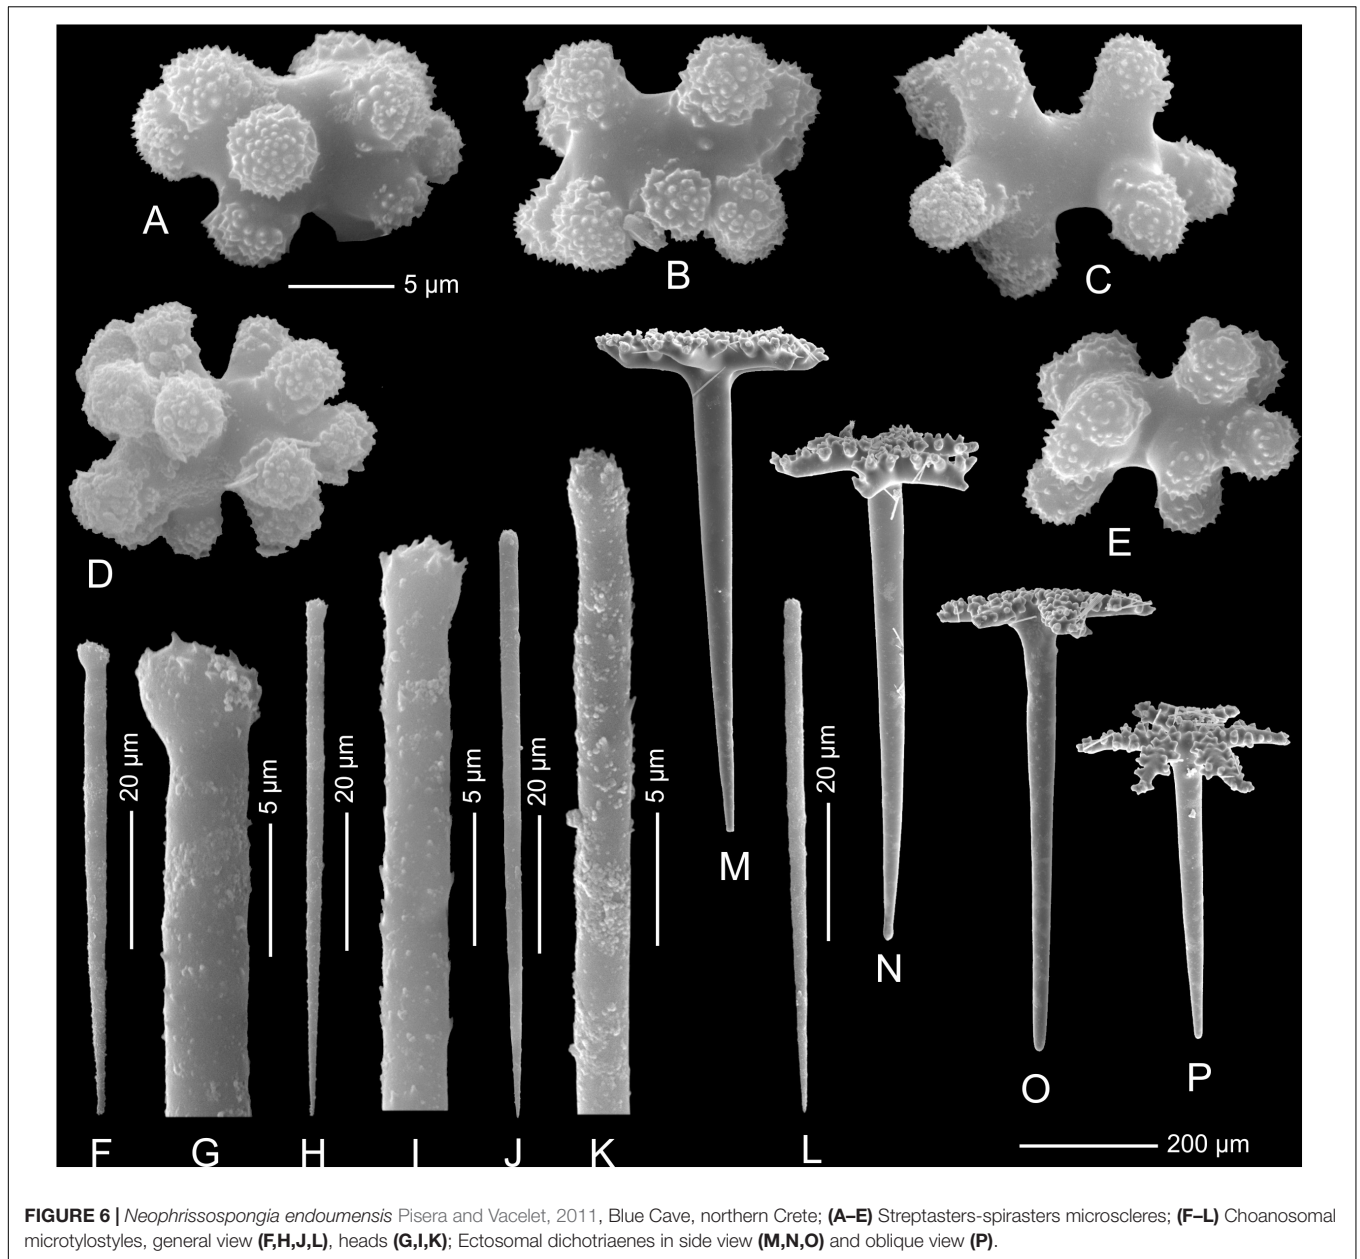 A
B
C
5 µm
D
E
20 µm
5 µm
20 µm
5 µm
20 µm
5 µm
20 µm
M
N
O
P
F
G
H
I
J
K
L
200 µm
FIGURE 6 | Neophrissospongia endoumensis Pisera and Vacelet, 2011, Blue Cave, northern Crete; (A–E) Streptasters-spirasters microscleres; (F–L) Choanosomal
microtylostyles, general view (F,H,J,L), heads (G,I,K); Ectosomal dichotriaenes in side view (M,N,O) and oblique view (P).